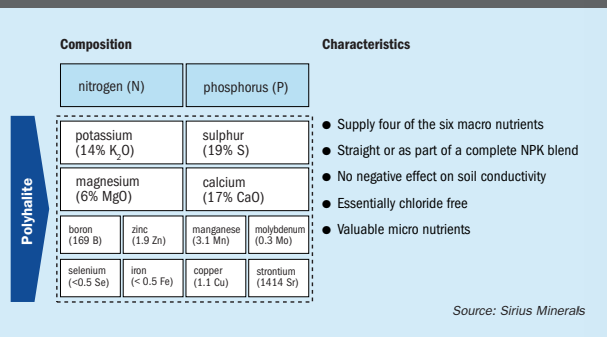 Composition
Characteristics
nitrogen (N)
phosphorus (P)
Polyhalite
potassium
(14% K₂O)
sulphur
(19% S)
magnesium
(6% MgO)
calcium
(17% CaO)
boron
(169 B)
zinc
(1.9 Zn)
manganese
(3.1 Mn)
molybdenum
(0.3 Mo)
selenium
(<0.5 Se)
iron
(< 0.5 Fe)
copper
(1.1 Cu)
strontium
(1414 Sr)
● Supply four of the six macro nutrients
● Straight or as part of a complete NPK blend
● No negative effect on soil conductivity
● Essentially chloride free
● Valuable micro nutrients
Source: Sirius Minerals